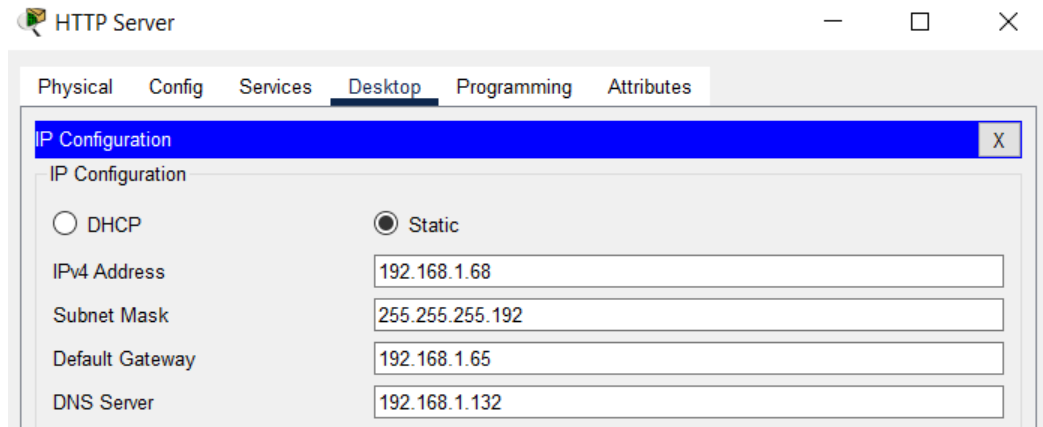 HTTP Server
Physical Config Services Desktop Programming Attributes
IP Configuration X
IP Configuration
DHCP Static
IPv4 Address 192.168.1.68
Subnet Mask 255.255.255.192
Default Gateway 192.168.1.65
DNS Server 192.168.1.132